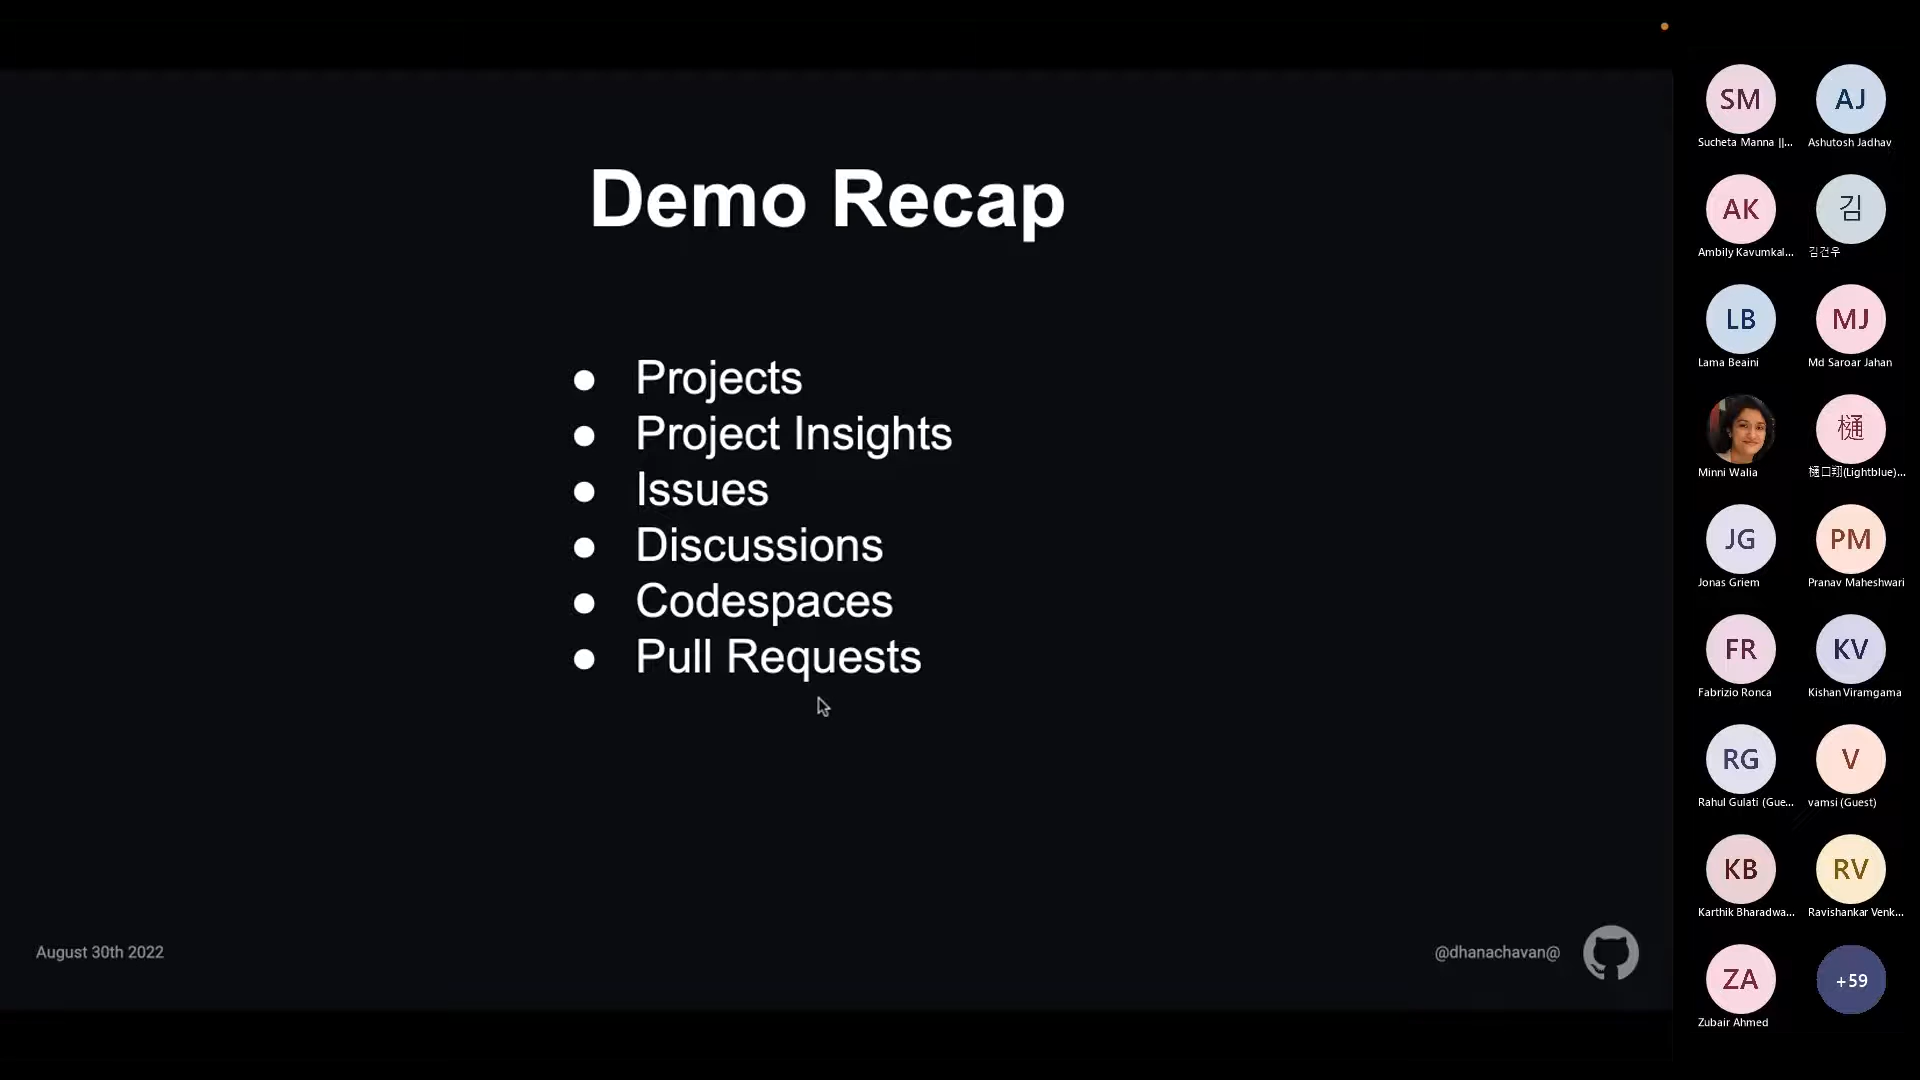 Demo Recap
● Projects
● Project Insights
● Issues
● Discussions
● Codespaces
● Pull Requests
August 30th 2022
@dhanachavan@
SM
Sucheta Manna ||...
AJ
Ashutosh Jadhav
AK
Ambily Kavumkal...
김
김건우
LB
Lama Beaini
MJ
Md Saroar Jahan
Minni Walia
樋
樋口翔(Lightblue)...
JG
Jonas Griem
PM
Pranav Maheshwari
FR
Fabrizio Ronca
KV
Kishan Viramgama
RG
Rahul Gulati (Gue...
V
vamsi (Guest)
KB
Karthik Bharadwa...
RV
Ravishankar Venk...
ZA
Zubair Ahmed
+59